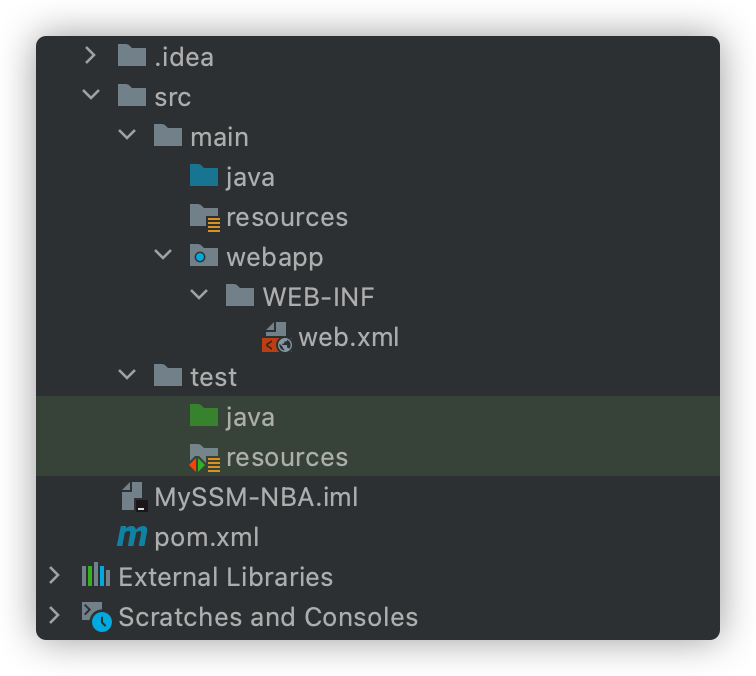 .idea
src
main
java
resources
webapp
WEB-INF
web.xml
test
java
resources
MySSM-NBA.iml
pom.xml
External Libraries
Scratches and Consoles